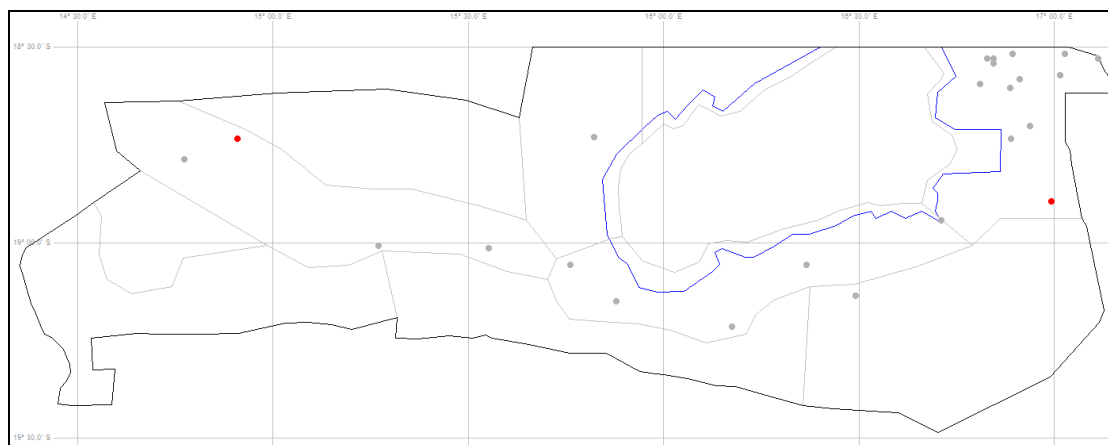 14° 30.0' E 15° 00.0' E 15° 30.0' E 16° 00.0' E 16° 30.0' E 17° 00.0' E
18° 30.0' S
19° 00.0' S
19° 30.0' S